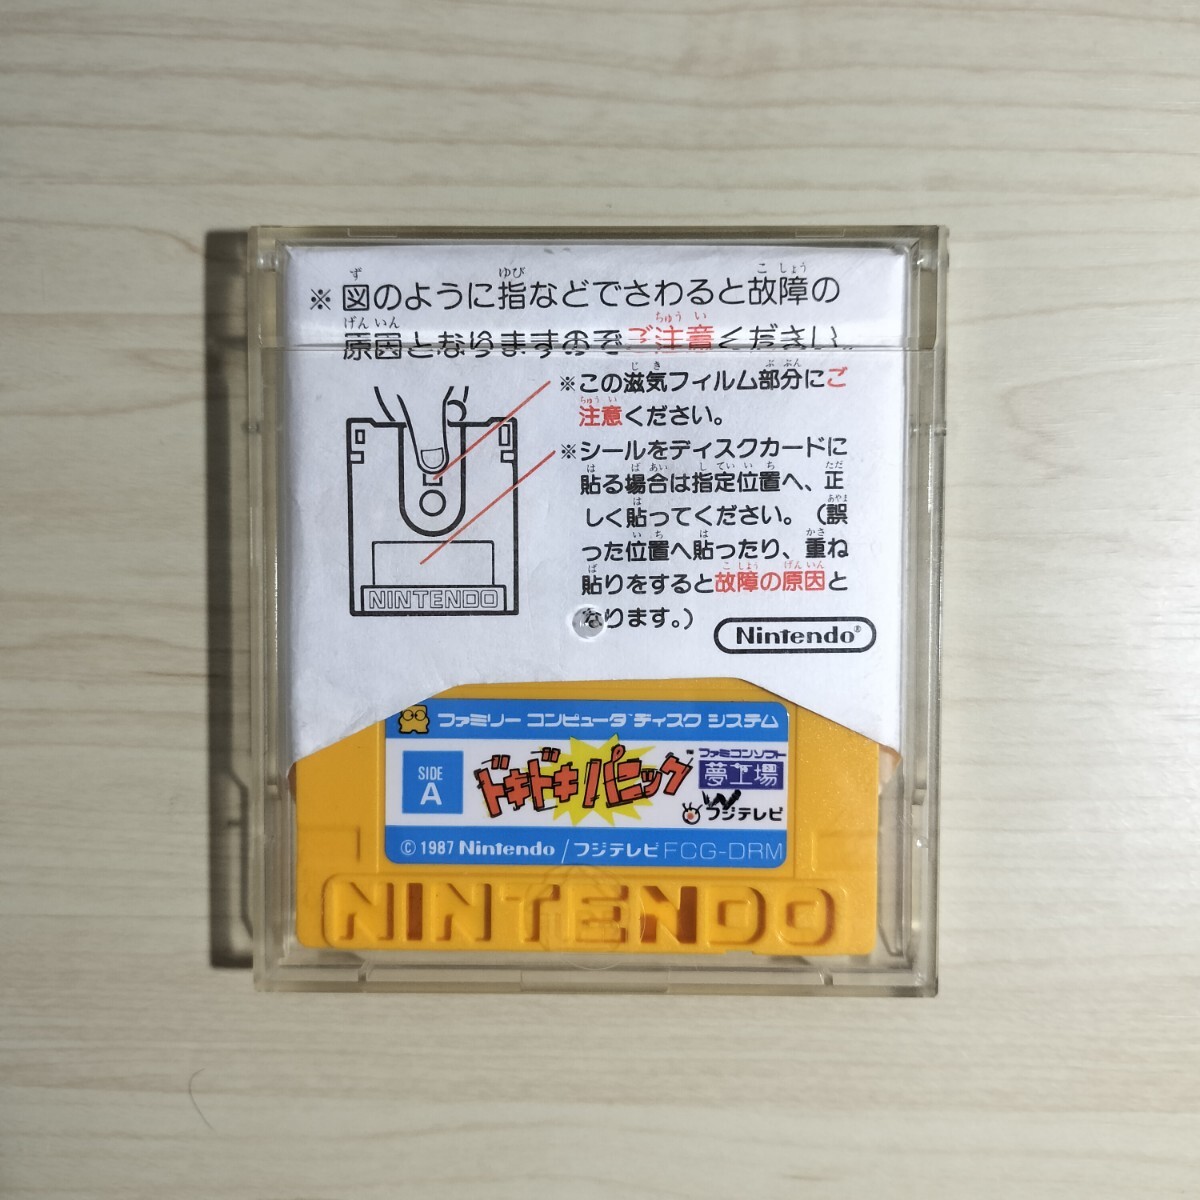 ※図のように指などでさわると故障の
原因となりますのでご注意ください。
※この滋気フィルム部分にご
注意ください。
※シールをディスクカードに
貼る場合は指定位置へ、正
しく貼ってください。(誤
った位置へ貼ったり、重ね
貼りをすると故障の原因と
なります。)
NINTENDO
Nintendo®
ファミリー コンピュータ ディスク システム
SIDE
A
ドキドキパニック™
ファミコンソフト
夢工場
フジテレビ
© 1987 Nintendo / フジテレビ FCG-DRM
NINTENDO